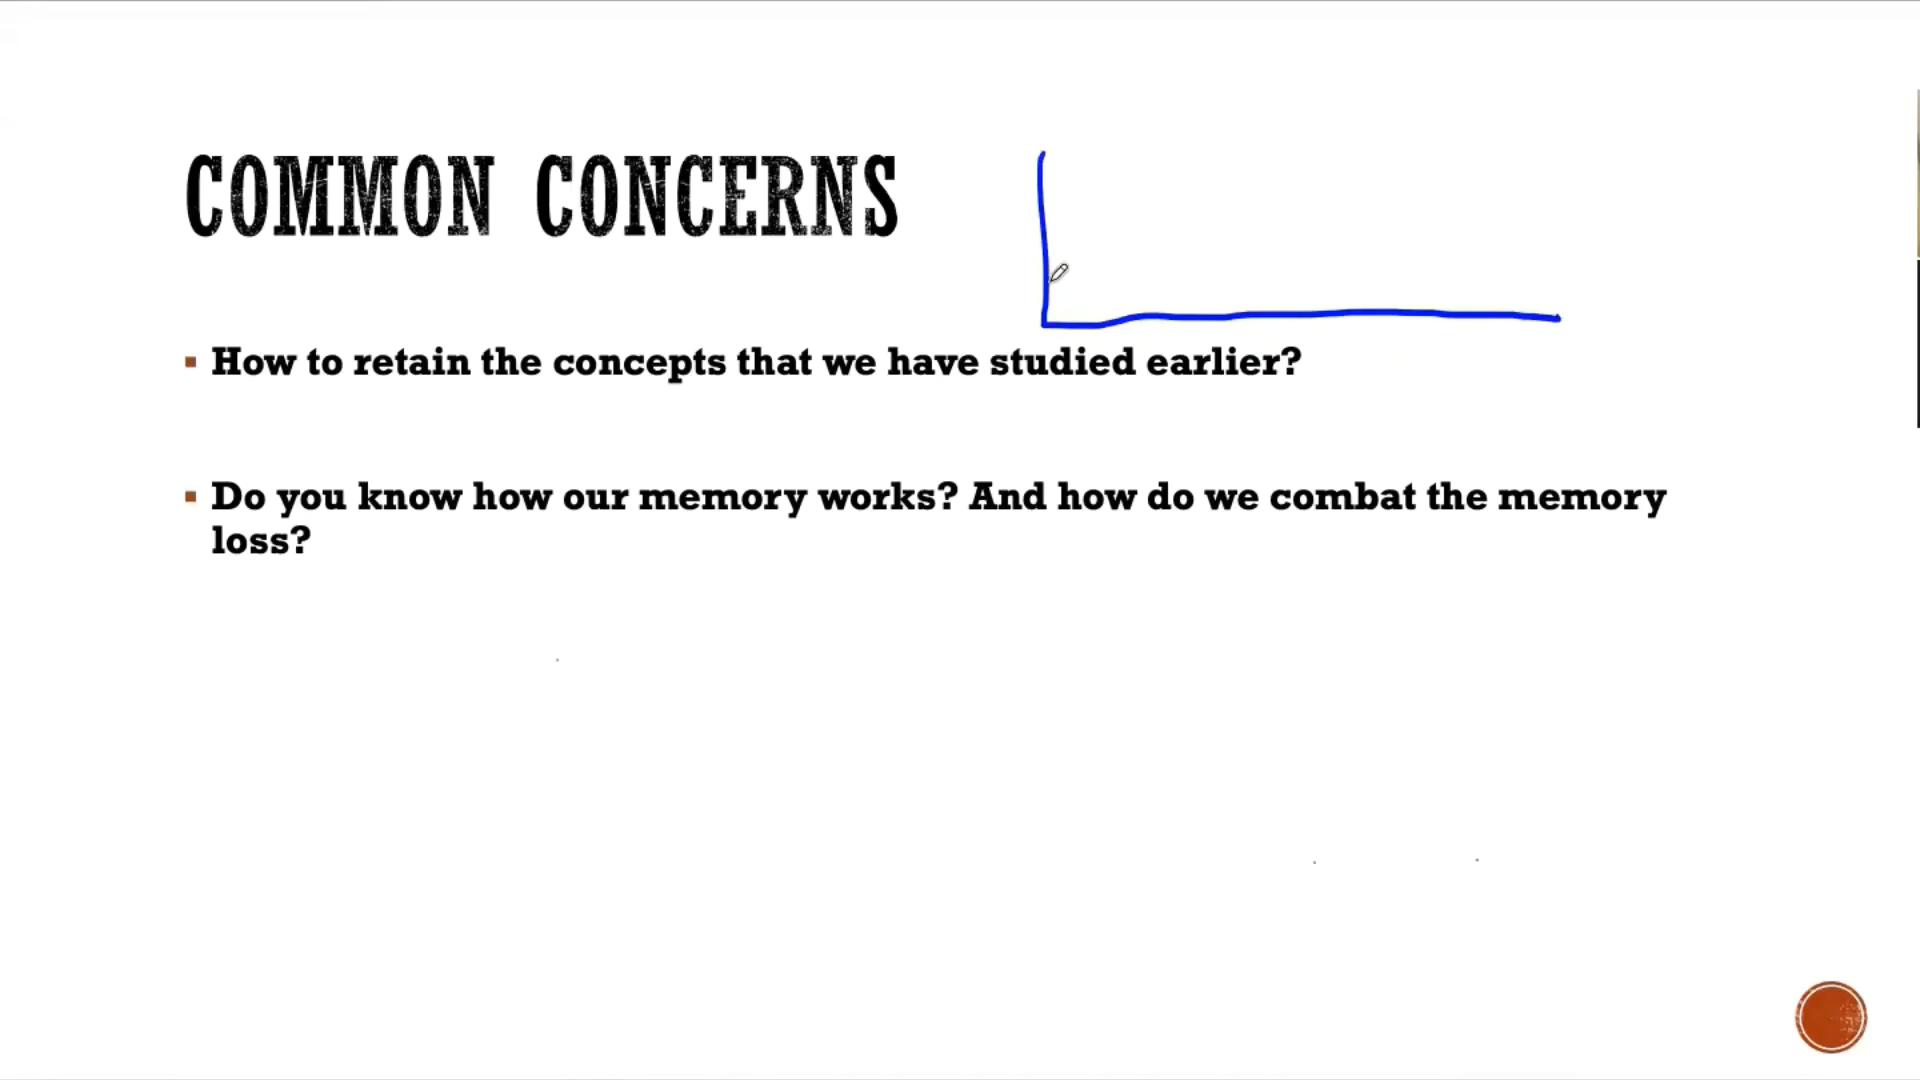 COMMON CONCERNS
How to retain the concepts that we have studied earlier?
Do you know how our memory works? And how do we combat the memory
loss?